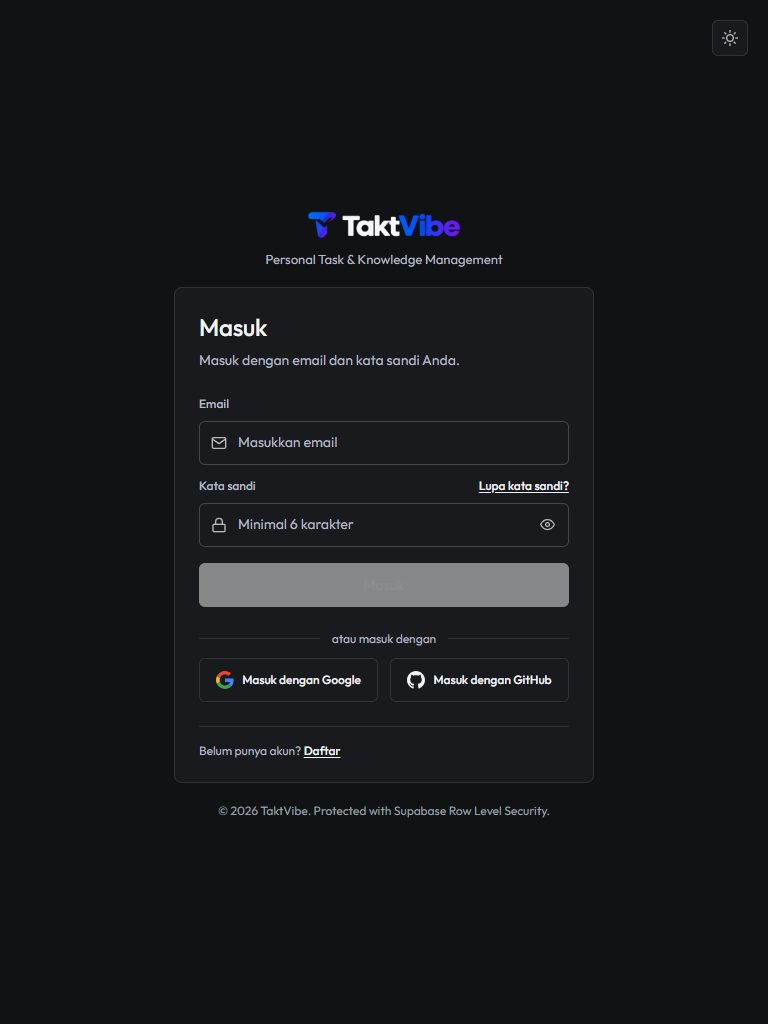 TaktVibe
Personal Task & Knowledge Management
Masuk
Masuk dengan email dan kata sandi Anda.
Email
Masukkan email
Kata sandi
Lupa kata sandi?
Minimal 6 karakter
Masuk
atau masuk dengan
Masuk dengan Google
Masuk dengan GitHub
Belum punya akun? Daftar
© 2026 TaktVibe. Protected with Supabase Row Level Security.